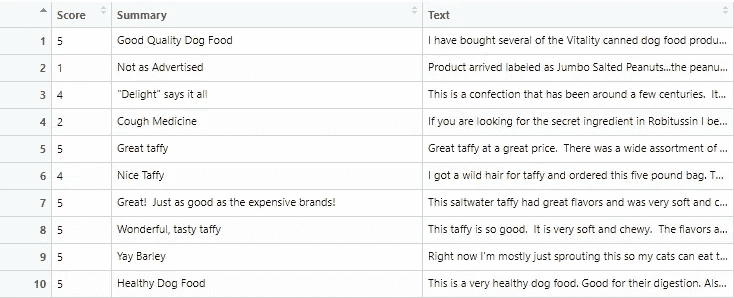 Score Summary Text
1 5 Good Quality Dog Food I have bought several of the Vitality canned dog food produ...
2 1 Not as Advertised Product arrived labeled as Jumbo Salted Peanuts...the peanu...
3 4 "Delight" says it all This is a confection that has been around a few centuries. It...
4 2 Cough Medicine If you are looking for the secret ingredient in Robitussin I be...
5 5 Great taffy Great taffy at a great price. There was a wide assortment of ...
6 4 Nice Taffy I got a wild hair for taffy and ordered this five pound bag. T...
7 5 Great! Just as good as the expensive brands! This saltwater taffy had great flavors and was very soft and c...
8 5 Wonderful, tasty taffy This taffy is so good. It is very soft and chewy. The flavors a...
9 5 Yay Barley Right now I'm mostly just sprouting this so my cats can eat t...
10 5 Healthy Dog Food This is a very healthy dog food. Good for their digestion. Als...